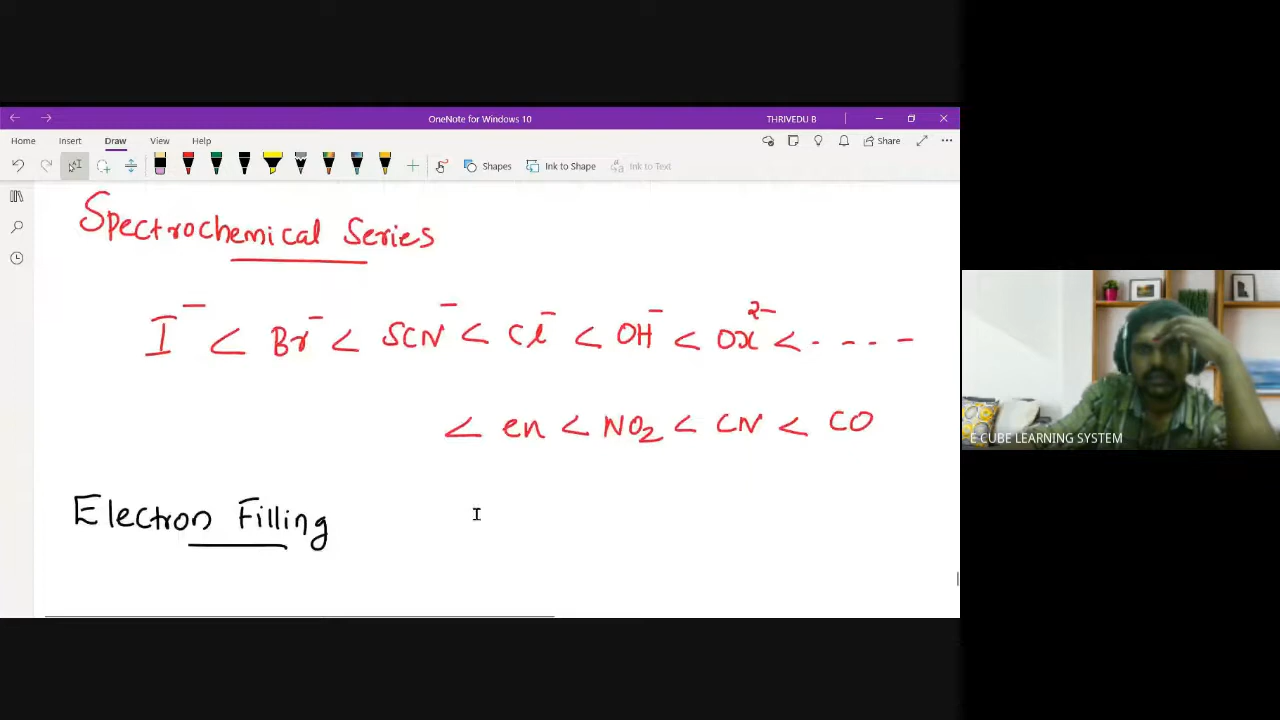 OneNote for Windows 10
THRIVEDU B
Home Insert Draw View Help
Share
Shapes Ink to Shape Ink to Text
Spectrochemical Series
I⁻ < Br⁻ < SCN⁻ < Cl⁻ < OH⁻ < Ox²⁻ < - - - -
< en < NO₂ < CN < CO
Electron Filling
E CUBE LEARNING SYSTEM